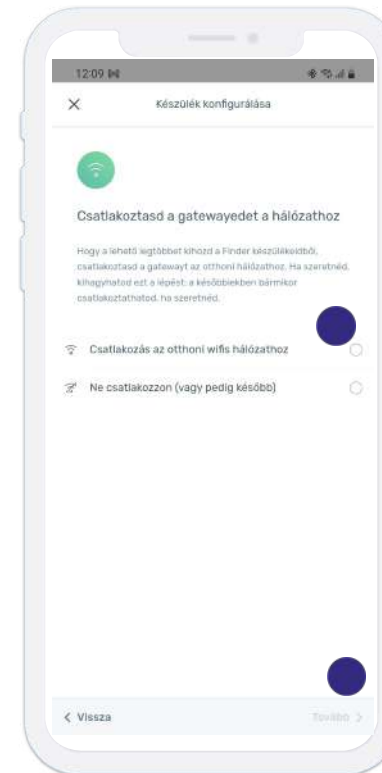 12:09
Készülék konfigurálása
Csatlakoztasd a gatewayedet a hálózathoz
Hogy a lehető legtöbbet kihozd a Finder készülékeidből,
csatlakoztasd a gatewayt az otthoni hálózathoz. Ha szeretnéd,
kihagyhatod ezt a lépést; a későbbiekben bármikor
csatlakoztathatod, ha szeretnéd.
Csatlakozás az otthoni wifis hálózathoz
Ne csatlakozzon (vagy pedig később)
Vissza
Tovább